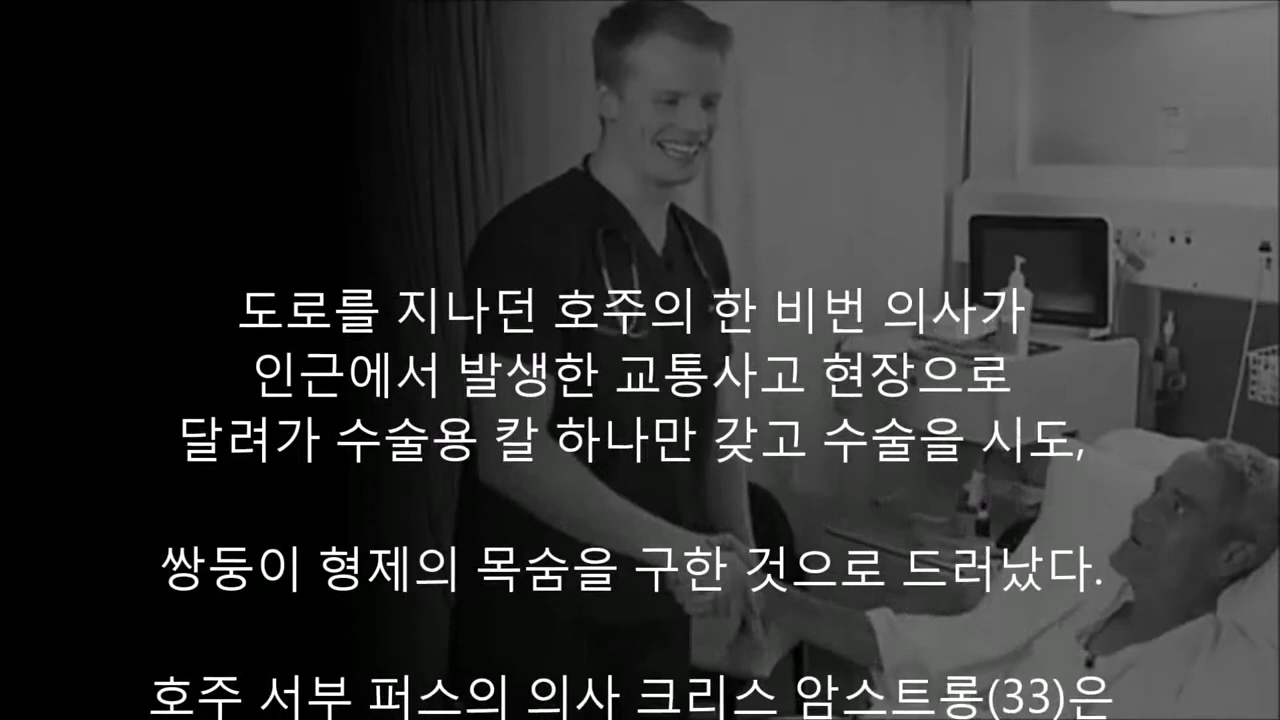 도로를 지나던 호주의 한 비번 의사가
인근에서 발생한 교통사고 현장으로
달려가 수술용 칼 하나만 갖고 수술을 시도,
쌍둥이 형제의 목숨을 구한 것으로 드러났다.
호주 서부 퍼스의 의사 크리스 암스트롱(33)은